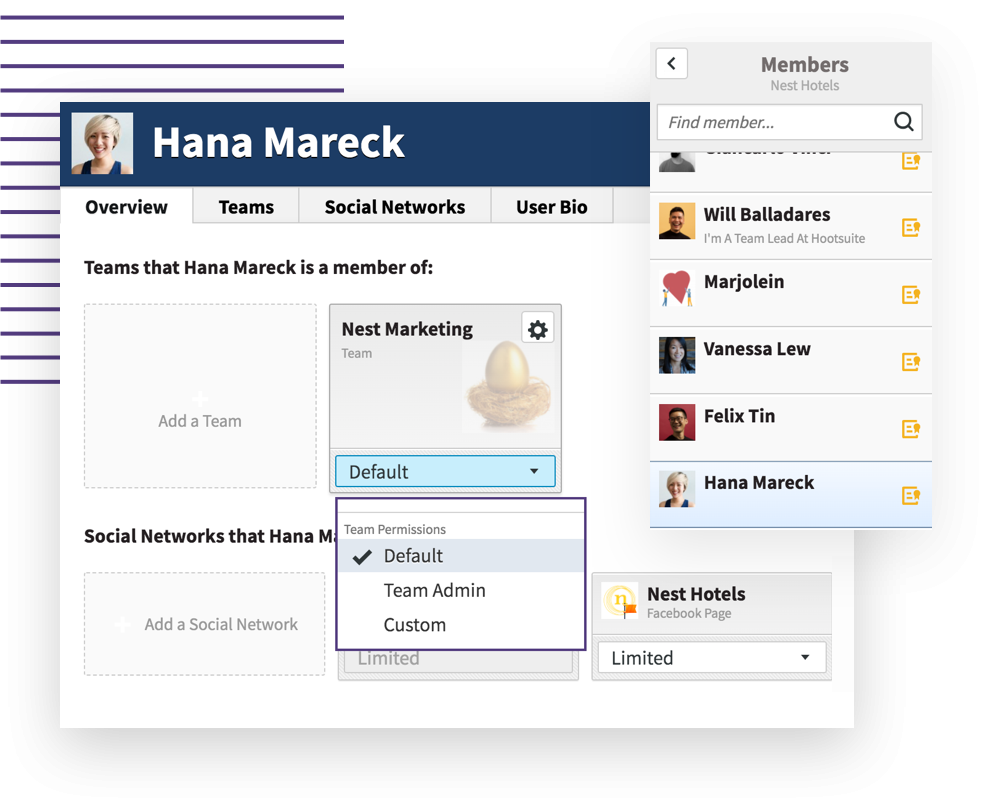 Hana Mareck
Overview
Teams
Social Networks
User Bio
Teams that Hana Mareck is a member of:
Add a Team
Nest Marketing
Team
Default
Team Permissions
Default
Team Admin
Custom
Social Networks that Hana
Add a Social Network
Limited
n
Nest Hotels
Facebook Page
Limited
Members
Nest Hotels
Find member...
Will Balladares
I'm A Team Lead At Hootsuite
Marjolein
Vanessa Lew
Felix Tin
Hana Mareck